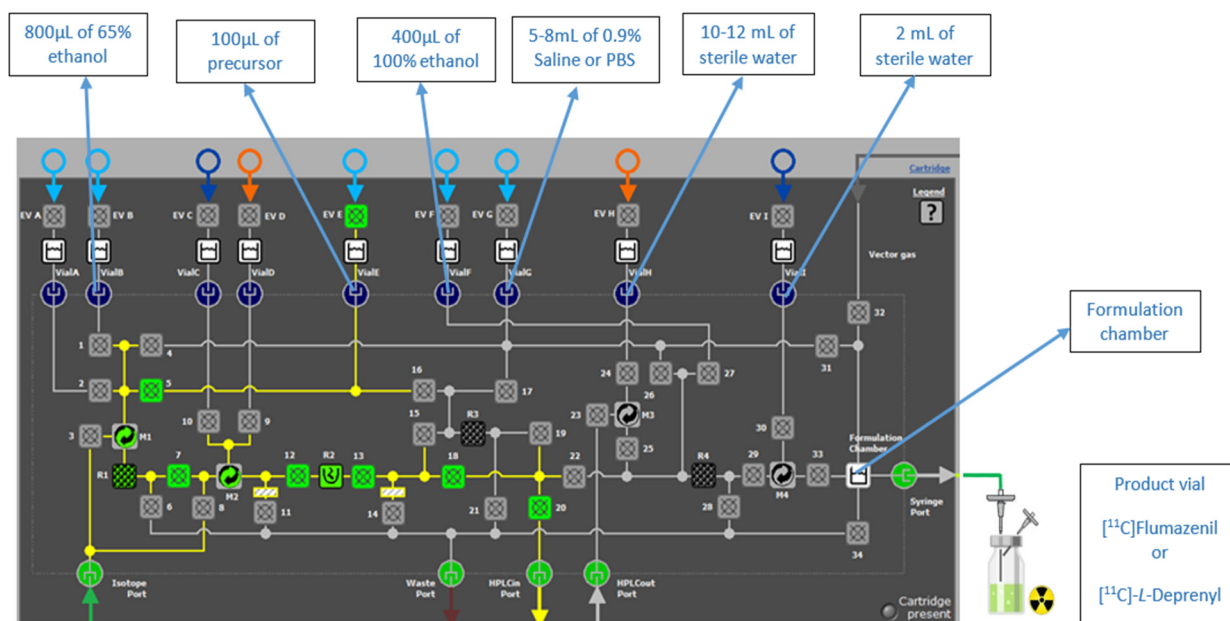 800µL of 65%
ethanol
100µL of
precursor
400µL of
100% ethanol
5-8mL of 0.9%
Saline or PBS
10-12 mL of
sterile water
2 mL of
sterile water
Cartridge
Legend
?
EV A
EV B
EV C
EV D
EV E
EV F
EV G
EV H
EV I
VialA
VialB
VialC
VialD
VialE
VialF
VialG
VialH
VialI
Vector gas
32
Formulation
chamber
1
4
31
2
5
16
17
24
26
27
3
M1
10
9
15
R3
19
23
M3
25
30
Formulation
Chamber
R1
7
M2
12
R2
13
18
22
R4
29
M4
33
6
8
11
14
21
20
28
34
Syringe
Port
Isotope
Port
Waste
Port
HPLCin
Port
HPLCout
Port
Cartridge
present
Product vial
[¹¹C]Flumazenil
or
[¹¹C]-L-Deprenyl